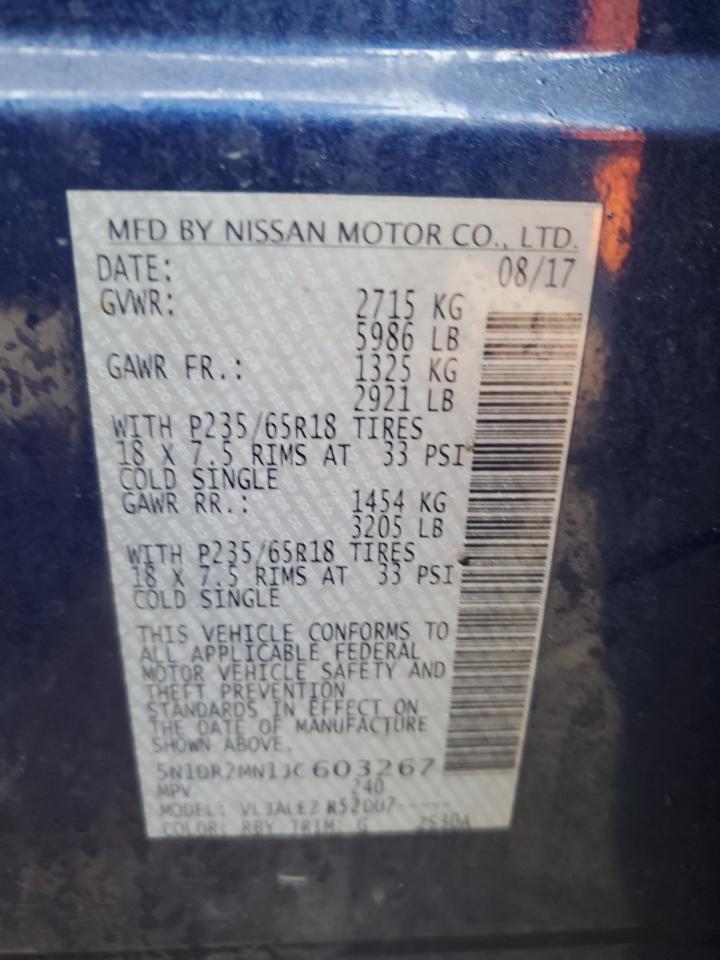 MFD BY NISSAN MOTOR CO., LTD.
DATE: 08/17
GVWR: 2715 KG
5986 LB
GAWR FR.: 1325 KG
2921 LB
WITH P235/65R18 TIRES
18 X 7.5 RIMS AT 33 PSI
COLD SINGLE
GAWR RR.: 1454 KG
3205 LB
WITH P235/65R18 TIRES
18 X 7.5 RIMS AT 33 PSI
COLD SINGLE
THIS VEHICLE CONFORMS TO
ALL APPLICABLE FEDERAL
MOTOR VEHICLE SAFETY AND
THEFT PREVENTION
STANDARDS IN EFFECT ON
THE DATE OF MANUFACTURE
SHOWN ABOVE.
5N1DR2MN1JC603267
MPV 240
MODEL: R52DU7-----
COLOR: RBY TRIM: G 2530A